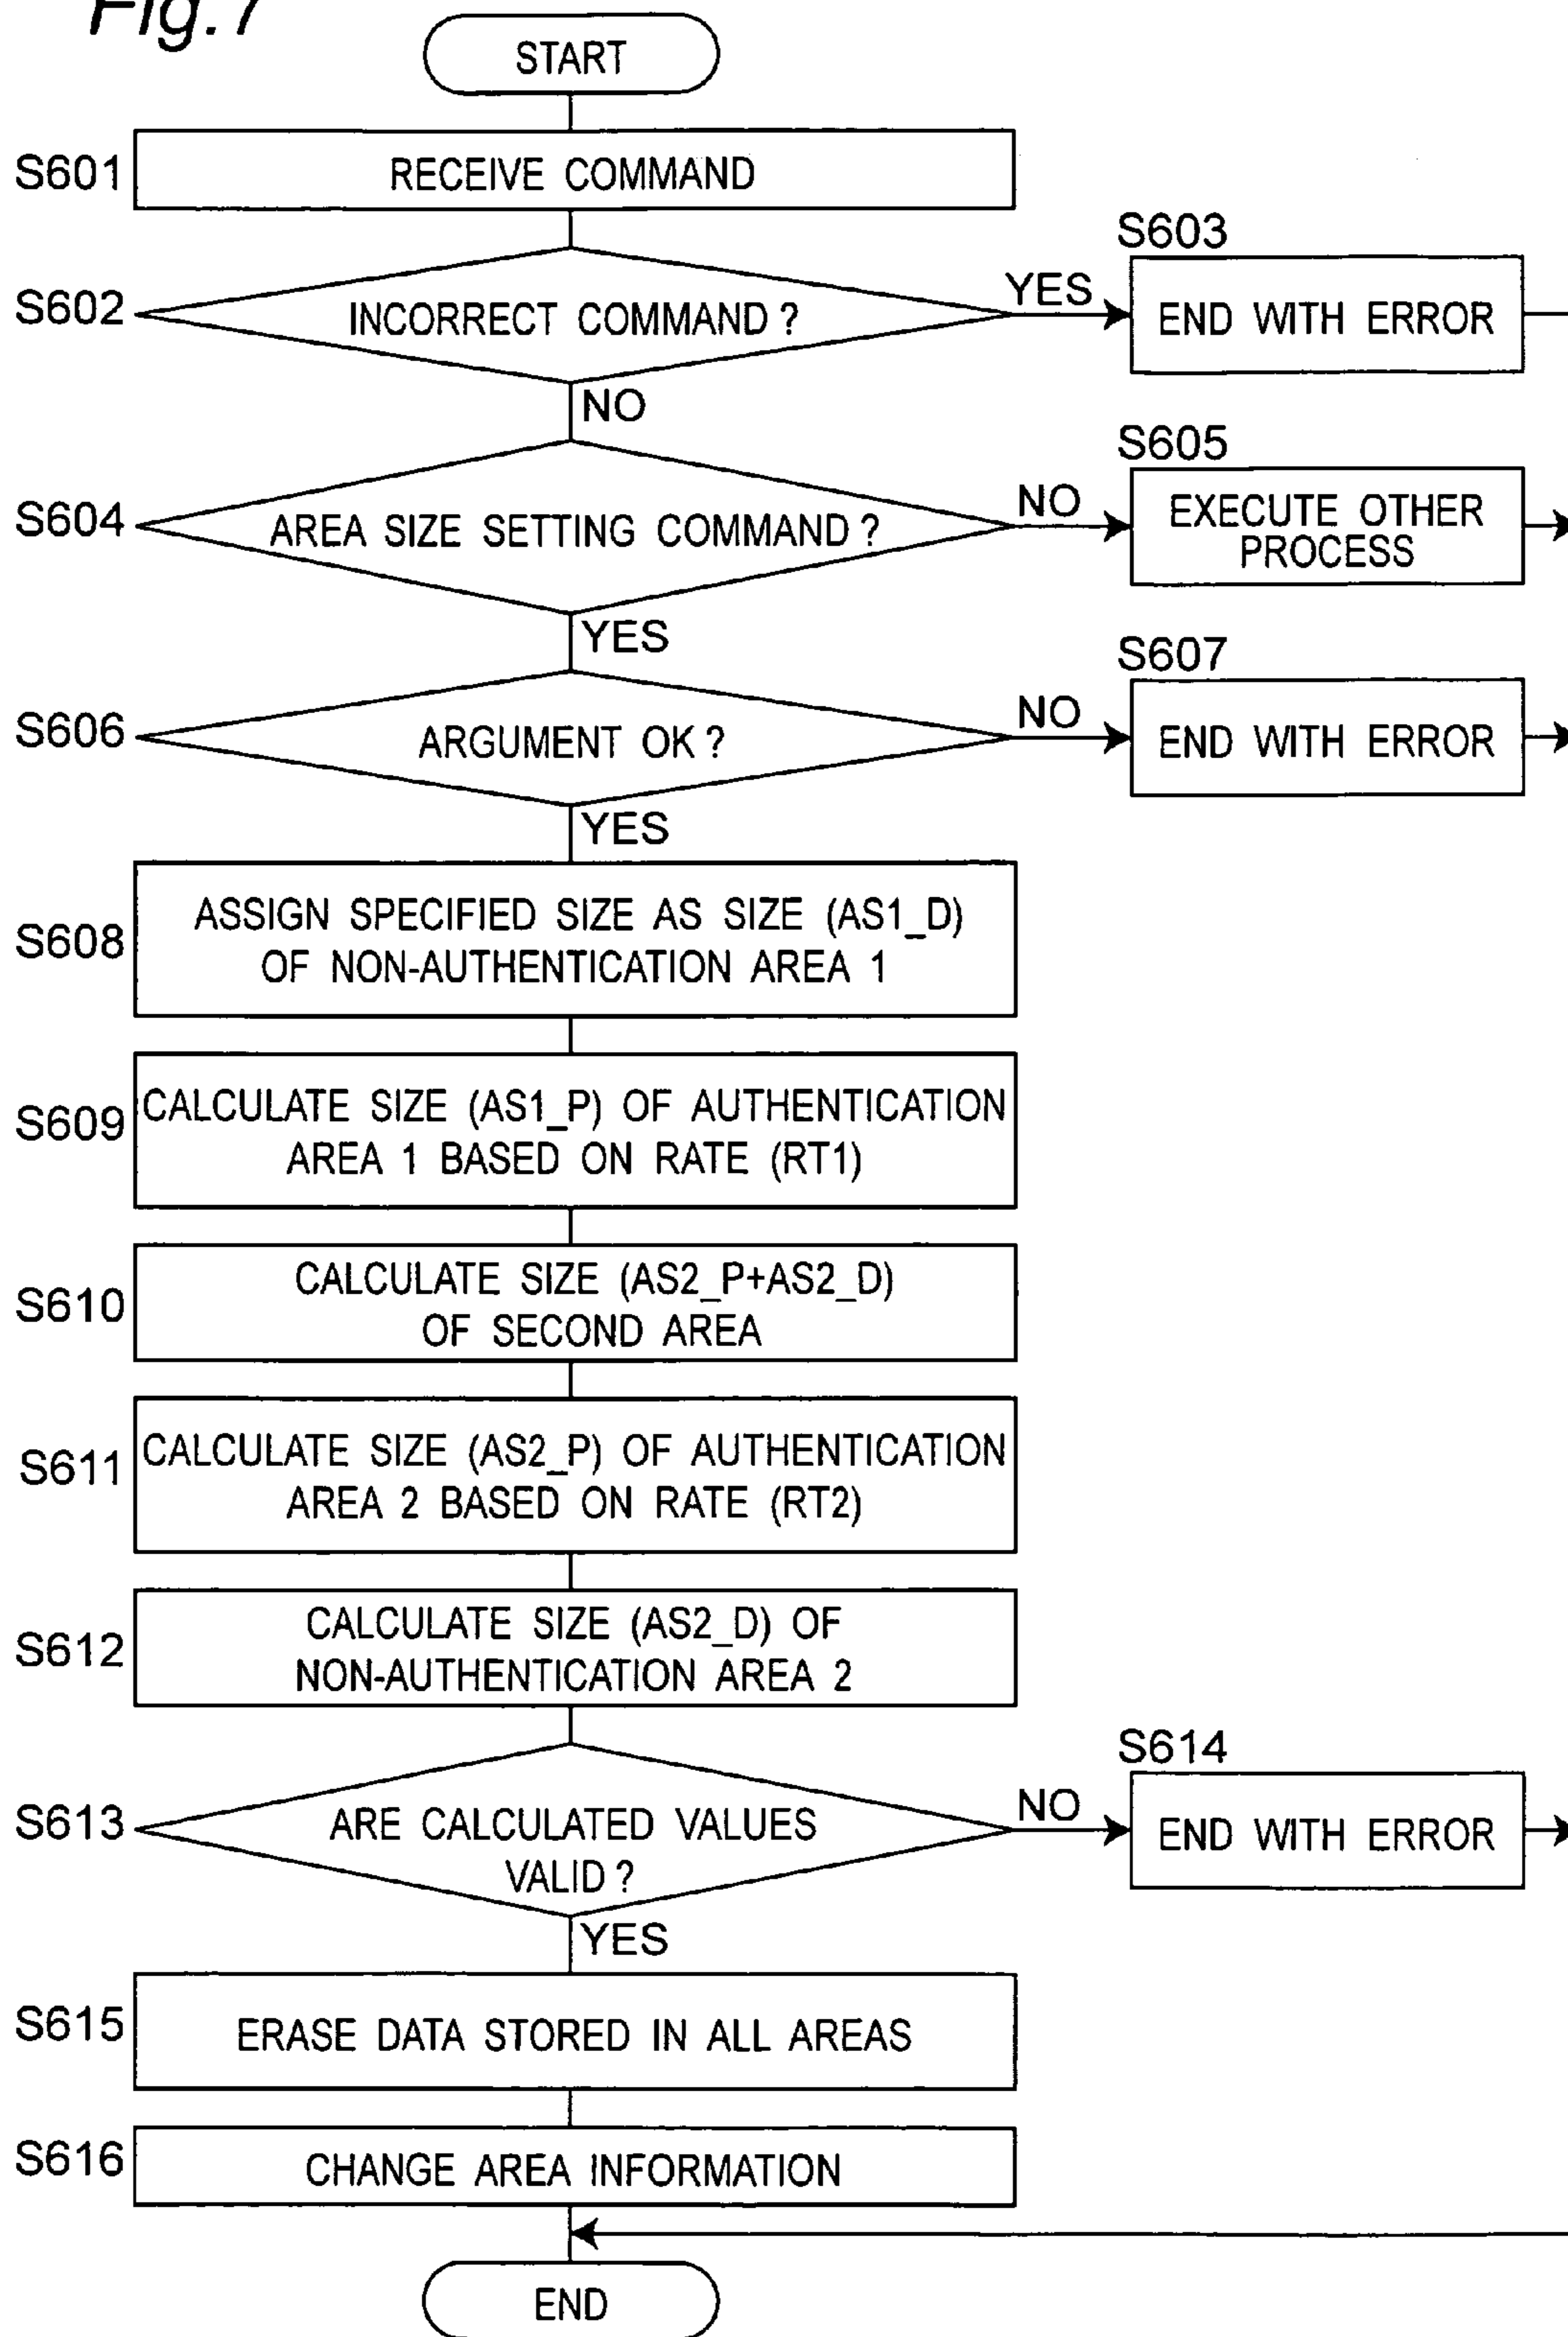 Fig.7
START
S601
RECEIVE COMMAND
S602
INCORRECT COMMAND ?
YES
S603
END WITH ERROR
NO
S604
AREA SIZE SETTING COMMAND ?
NO
S605
EXECUTE OTHER
PROCESS
YES
S606
ARGUMENT OK ?
NO
S607
END WITH ERROR
YES
S608
ASSIGN SPECIFIED SIZE AS SIZE (AS1_D)
OF NON-AUTHENTICATION AREA 1
S609
CALCULATE SIZE (AS1_P) OF AUTHENTICATION
AREA 1 BASED ON RATE (RT1)
S610
CALCULATE SIZE (AS2_P+AS2_D)
OF SECOND AREA
S611
CALCULATE SIZE (AS2_P) OF AUTHENTICATION
AREA 2 BASED ON RATE (RT2)
S612
CALCULATE SIZE (AS2_D) OF
NON-AUTHENTICATION AREA 2
S613
ARE CALCULATED VALUES
VALID ?
NO
S614
END WITH ERROR
YES
S615
ERASE DATA STORED IN ALL AREAS
S616
CHANGE AREA INFORMATION
END